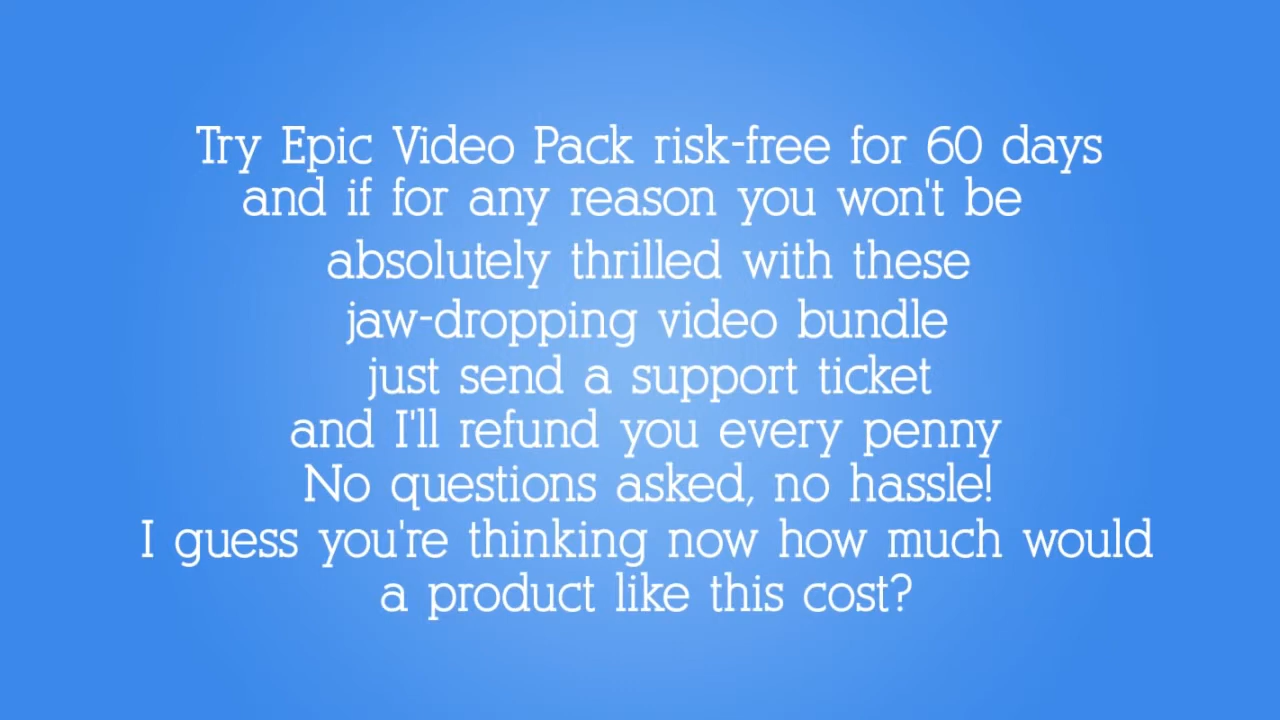 Try Epic Video Pack risk-free for 60 days
and if for any reason you won't be
absolutely thrilled with these
jaw-dropping video bundle
just send a support ticket
and I'll refund you every penny
No questions asked, no hassle!
I guess you're thinking now how much would
a product like this cost?